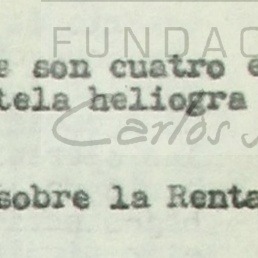 FUNDAC
e son cuatro e
tela heliogra
Carlos
sobre la Renta